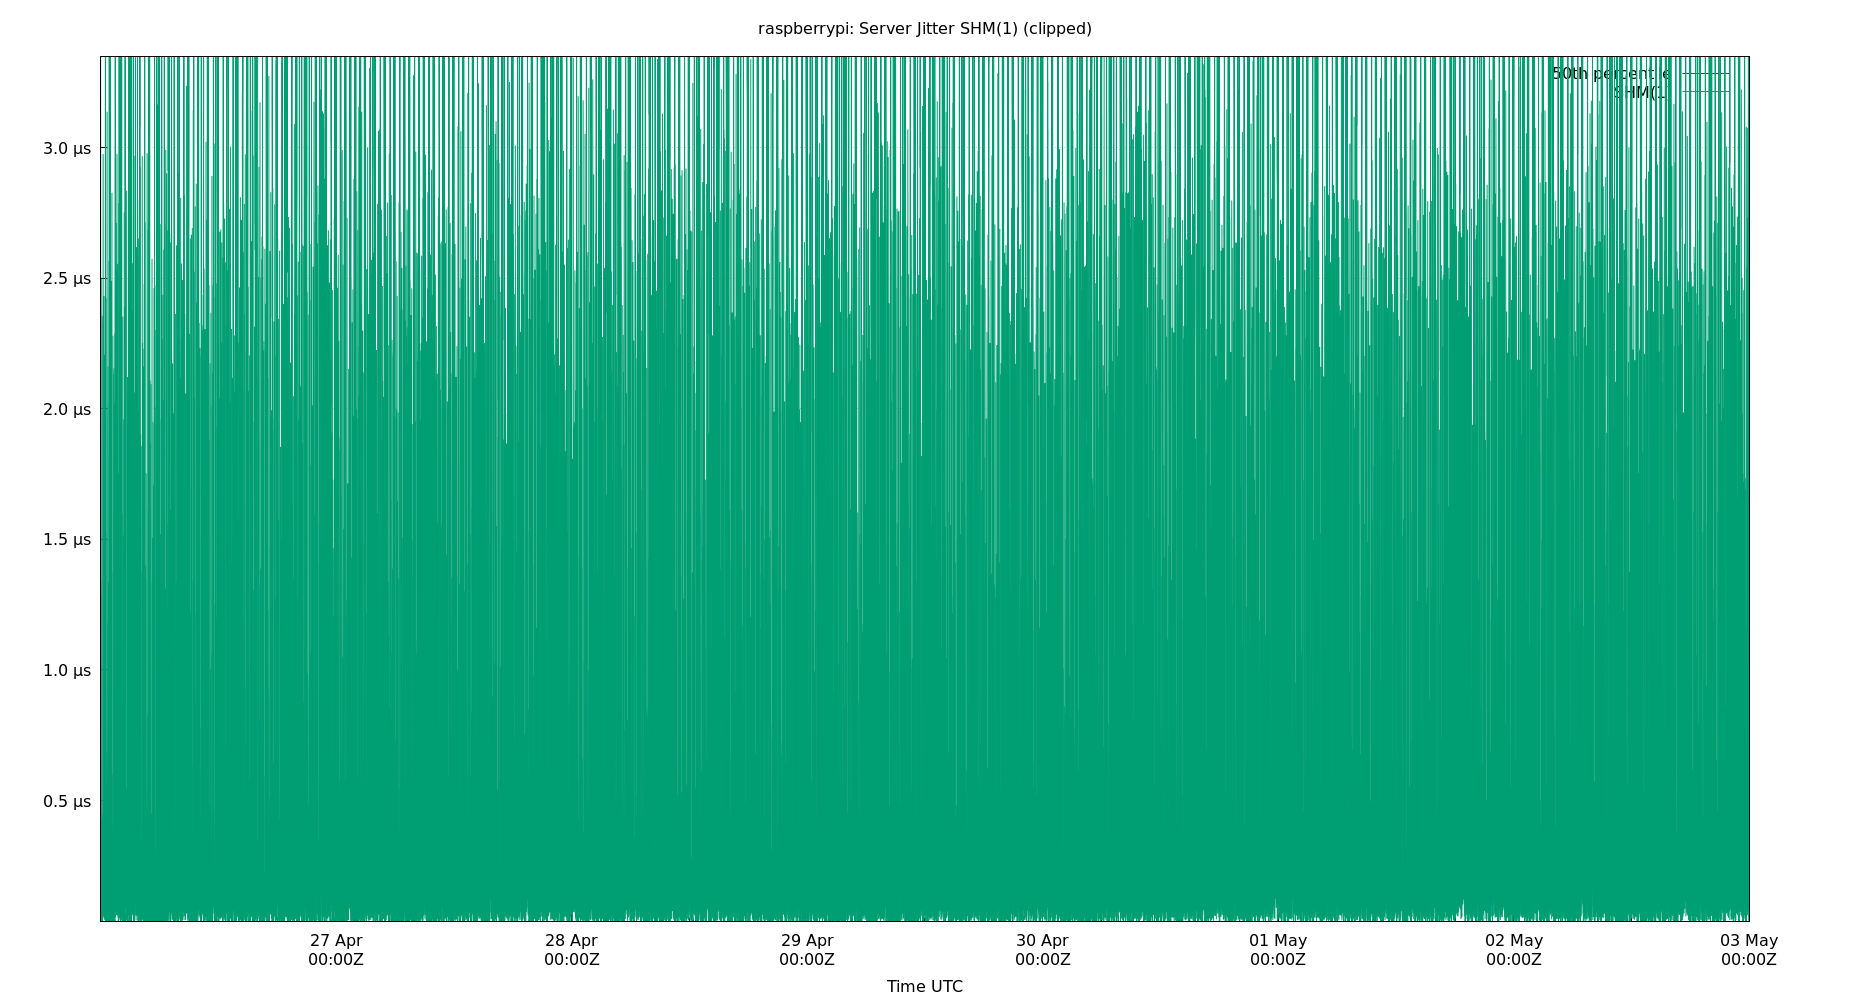 raspberrypi: Server Jitter SHM(1) (clipped)
50th percentile
SHM(1)
3.0 μs
2.5 μs
2.0 μs
1.5 μs
1.0 μs
0.5 μs
27 Apr 28 Apr 29 Apr 30 Apr 01 May 02 May 03 May
00:00Z 00:00Z 00:00Z 00:00Z 00:00Z 00:00Z 00:00Z
Time UTC